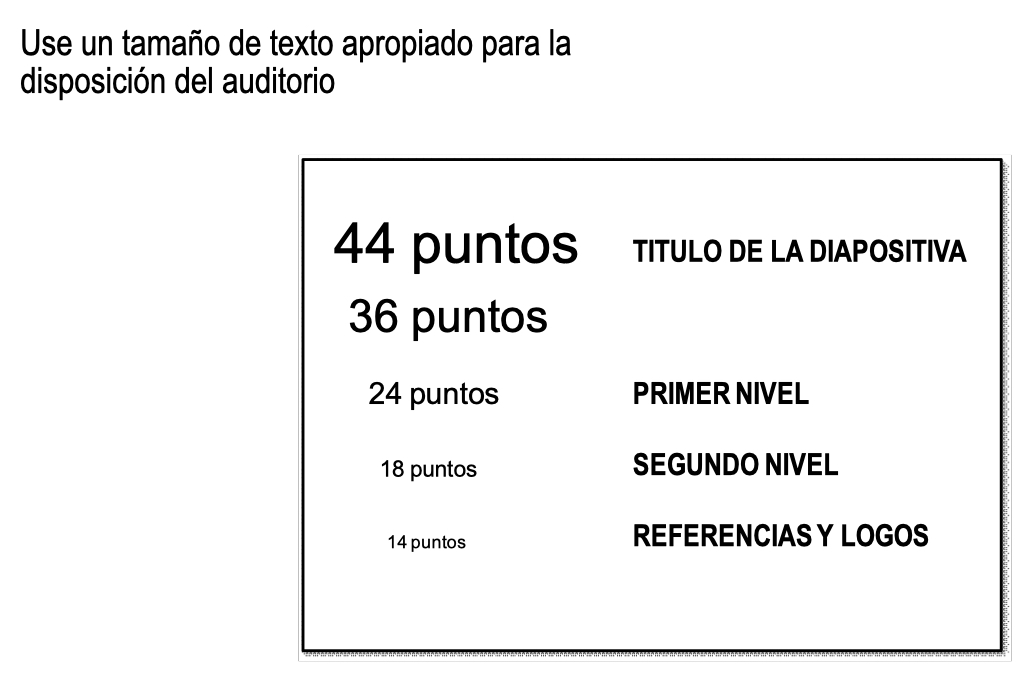 Use un tamaño de texto apropiado para la
disposición del auditorio
44 puntos TITULO DE LA DIAPOSITIVA
36 puntos
24 puntos PRIMER NIVEL
18 puntos SEGUNDO NIVEL
14 puntos REFERENCIAS Y LOGOS